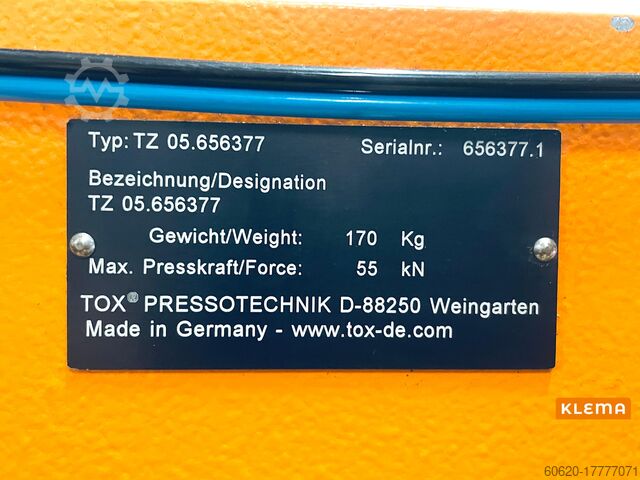 Typ: TZ 05.656377 Serialnr.: 656377.1
Bezeichnung/Designation
TZ 05.656377
Gewicht/Weight: 170 Kg
Max. Presskraft/Force: 55 kN
TOX® PRESSOTECHNIK D-88250 Weingarten
Made in Germany - www.tox-de.com
KLEMA
60620-17777071